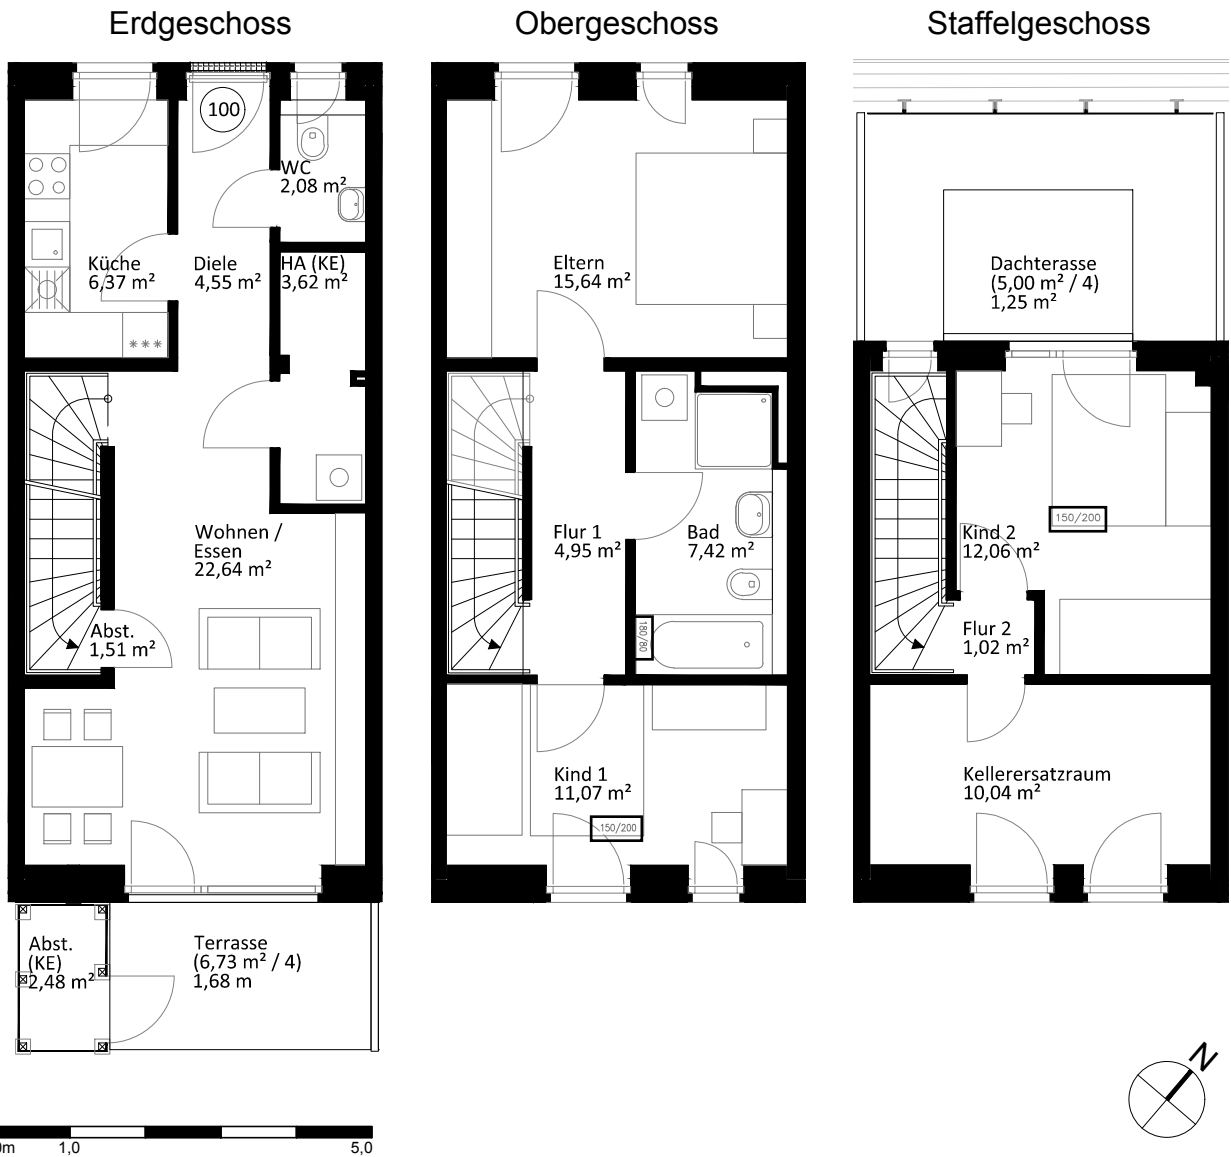 Erdgeschoss
Obergeschoss
Staffelgeschoss
100
WC
2,08 m²
Küche
6,37 m²
Diele
4,55 m²
HA (KE)
3,62 m²
Wohnen /
Essen
22,64 m²
Abst.
1,51 m²
Abst.
(KE)
2,48 m²
Terrasse
(6,73 m² / 4)
1,68 m
Eltern
15,64 m²
Flur 1
4,95 m²
Bad
7,42 m²
180/80
Kind 1
11,07 m²
150/200
Dachterasse
(5,00 m² / 4)
1,25 m²
150/200
Kind 2
12,06 m²
Flur 2
1,02 m²
Kellerersatzraum
10,04 m²
N
0m 1,0 5,0